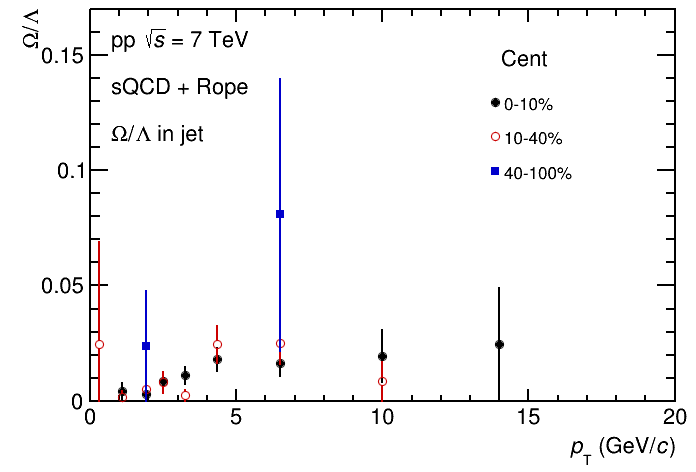 Ω/Λ
pp √s = 7 TeV
sQCD + Rope
Ω/Λ in jet
Cent
0-10%
10-40%
40-100%
0.15
0.1
0.05
0
0 5 10 15 20
pT (GeV/c)